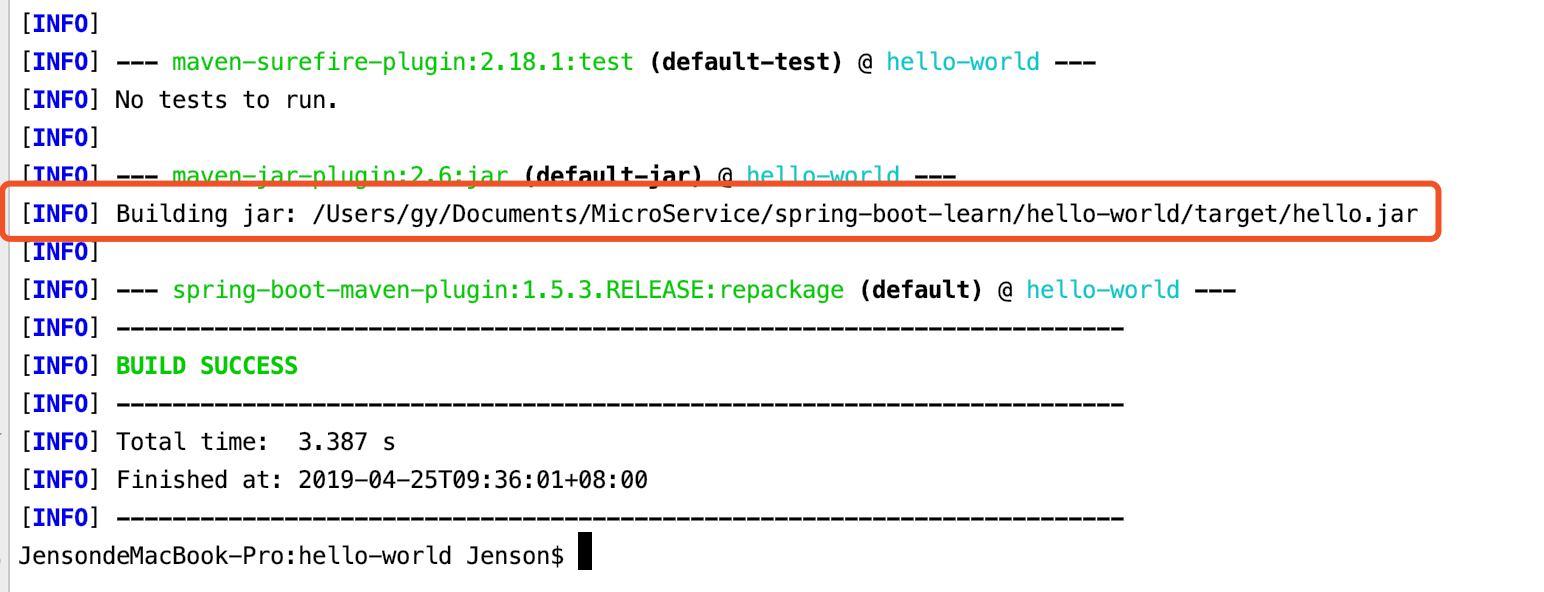 [INFO]
[INFO] --- maven-surefire-plugin:2.18.1:test (default-test) @ hello-world ---
[INFO] No tests to run.
[INFO]
[INFO] --- maven-jar-plugin:2.6:jar (default-jar) @ hello-world ---
[INFO] Building jar: /Users/gy/Documents/MicroService/spring-boot-learn/hello-world/target/hello.jar
[INFO]
[INFO] --- spring-boot-maven-plugin:1.5.3.RELEASE:repackage (default) @ hello-world ---
[INFO] ------------------------------------------------------------------------
[INFO] BUILD SUCCESS
[INFO] ------------------------------------------------------------------------
[INFO] Total time:  3.387 s
[INFO] Finished at: 2019-04-25T09:36:01+08:00
[INFO] ------------------------------------------------------------------------
JensondeMacBook-Pro:hello-world Jenson$